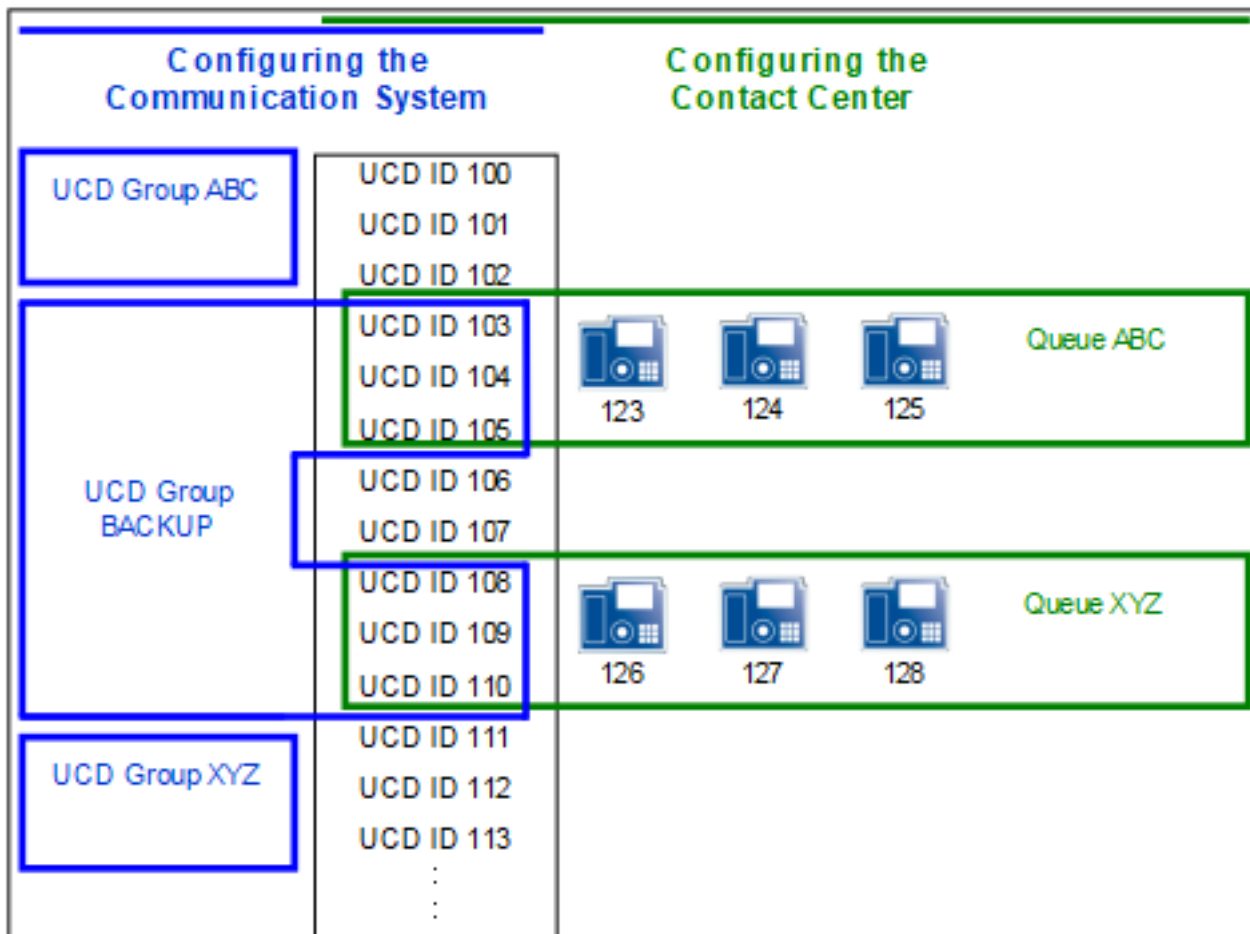 Configuring the
Communication System
Configuring the
Contact Center
UCD Group ABC
UCD ID 100
UCD ID 101
UCD ID 102
UCD ID 103
UCD ID 104
UCD ID 105
123
124
125
Queue ABC
UCD Group
BACKUP
UCD ID 106
UCD ID 107
UCD ID 108
UCD ID 109
UCD ID 110
126
127
128
Queue XYZ
UCD Group XYZ
UCD ID 111
UCD ID 112
UCD ID 113